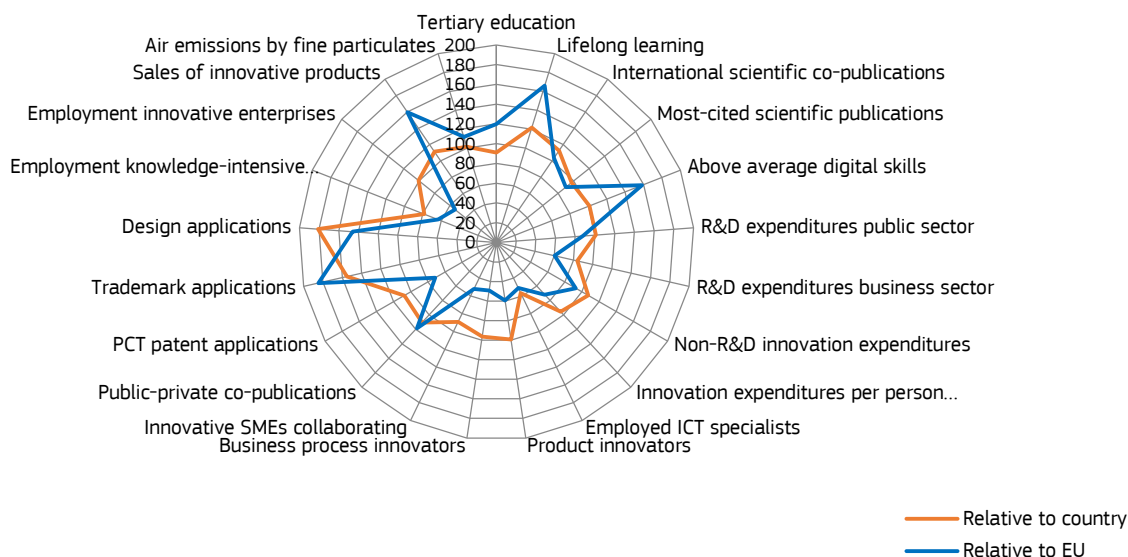 Tertiary education
Lifelong learning
International scientific co-publications
Most-cited scientific publications
Above average digital skills
R&D expenditures public sector
R&D expenditures business sector
Non-R&D innovation expenditures
Innovation expenditures per person...
Employed ICT specialists
Product innovators
Business process innovators
Innovative SMEs collaborating
Public-private co-publications
PCT patent applications
Trademark applications
Design applications
Employment knowledge-intensive...
Employment innovative enterprises
Sales of innovative products
Air emissions by fine particulates
200
180
160
140
120
100
80
60
40
20
0
Relative to country
Relative to EU